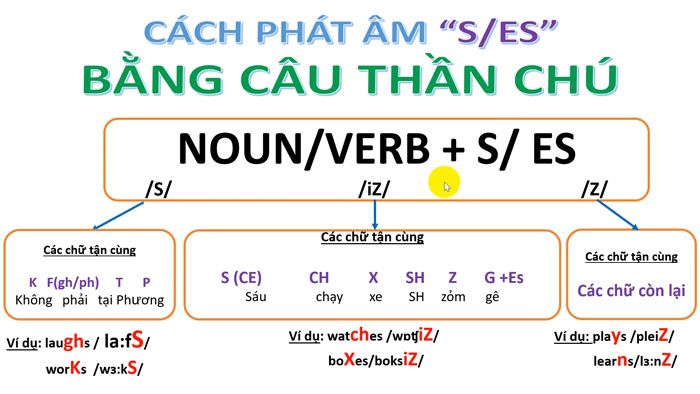 CÁCH PHÁT ÂM “S/ES”
BẰNG CÂU THẦN CHÚ
NOUN/VERB + S/ ES
/S/ /iZ/ /Z/
Các chữ tận cùng
K F(gh/ph) T P
Không phải tại Phương
Ví dụ: laughs / la:fS/
worKs /wɜ:kS/
Các chữ tận cùng
S (CE) CH X SH Z G +Es
Sáu chạy xe SH zỏm gê
Ví dụ: watches /wɒʧiZ/
boXes/boksiZ/
Các chữ tận cùng
Các chữ còn lại
Ví dụ: plays /pleiZ/
learns/lɜ:nZ/